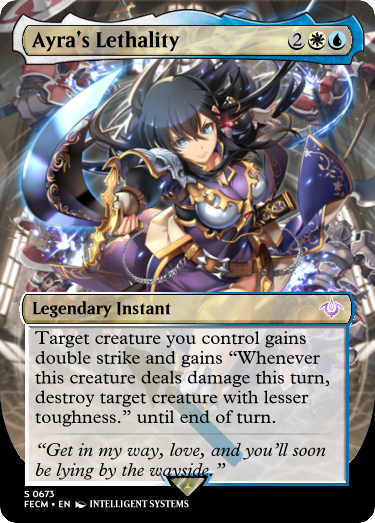 Ayra's Lethality 2
Legendary Instant
Target creature you control gains
double strike and gains “Whenever
this creature deals damage this turn,
destroy target creature with lesser
toughness.” until end of turn.
“Get in my way, love, and you’ll soon
be lying by the wayside.”
S 0673
FECM • EN INTELLIGENT SYSTEMS